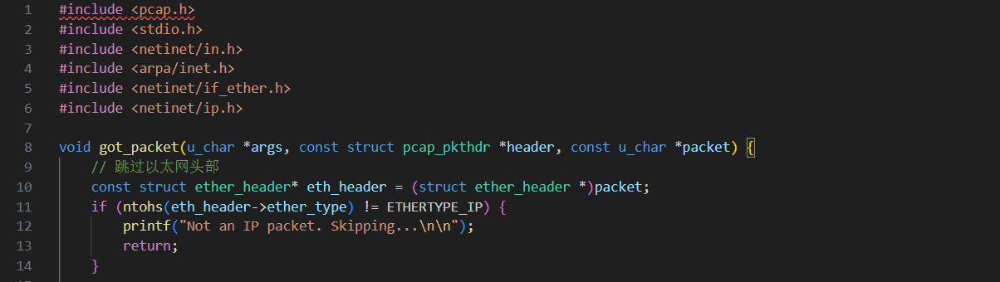 1 #include <pcap.h>
2 #include <stdio.h>
3 #include <netinet/in.h>
4 #include <arpa/inet.h>
5 #include <netinet/if_ether.h>
6 #include <netinet/ip.h>
7
8 void got_packet(u_char *args, const struct pcap_pkthdr *header, const u_char *packet) {
9 // 跳过以太网头部
10 const struct ether_header* eth_header = (struct ether_header *)packet;
11 if (ntohs(eth_header->ether_type) != ETHERTYPE_IP) {
12 printf("Not an IP packet. Skipping...\n\n");
13 return;
14 }